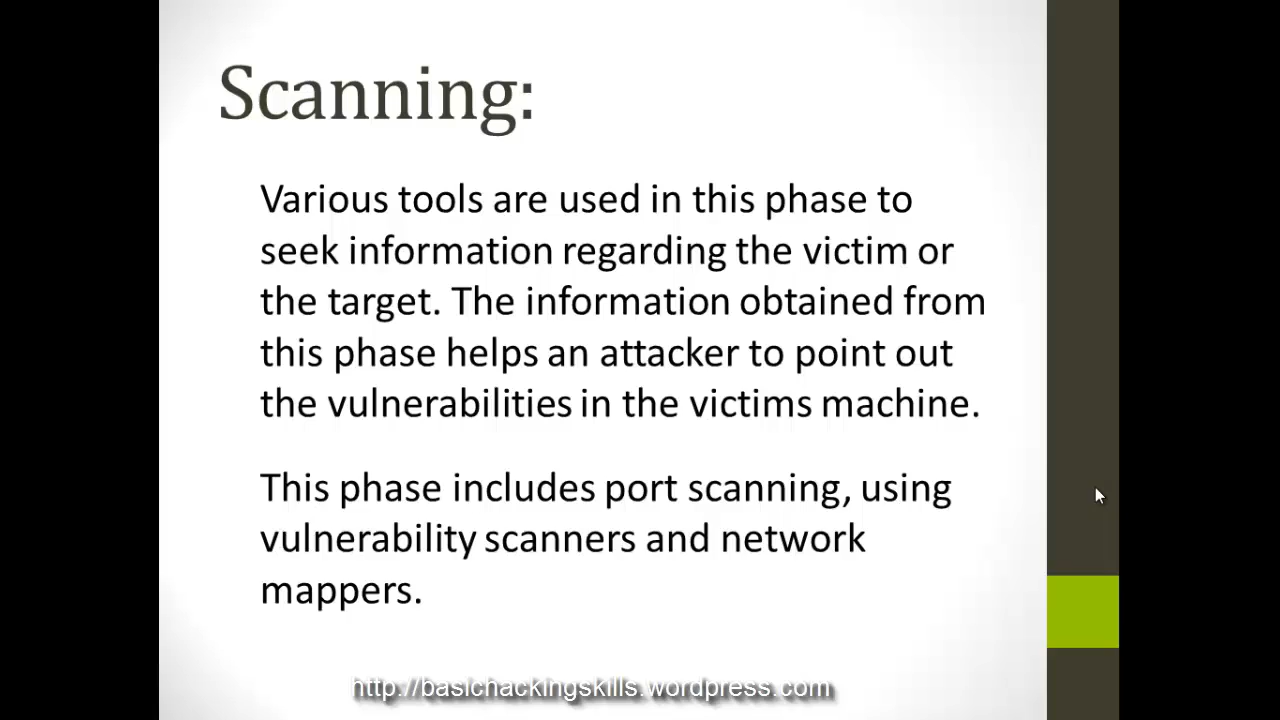 Scanning:
Various tools are used in this phase to
seek information regarding the victim or
the target. The information obtained from
this phase helps an attacker to point out
the vulnerabilities in the victims machine.
This phase includes port scanning, using
vulnerability scanners and network
mappers.
http://basichackingskills.wordpress.com